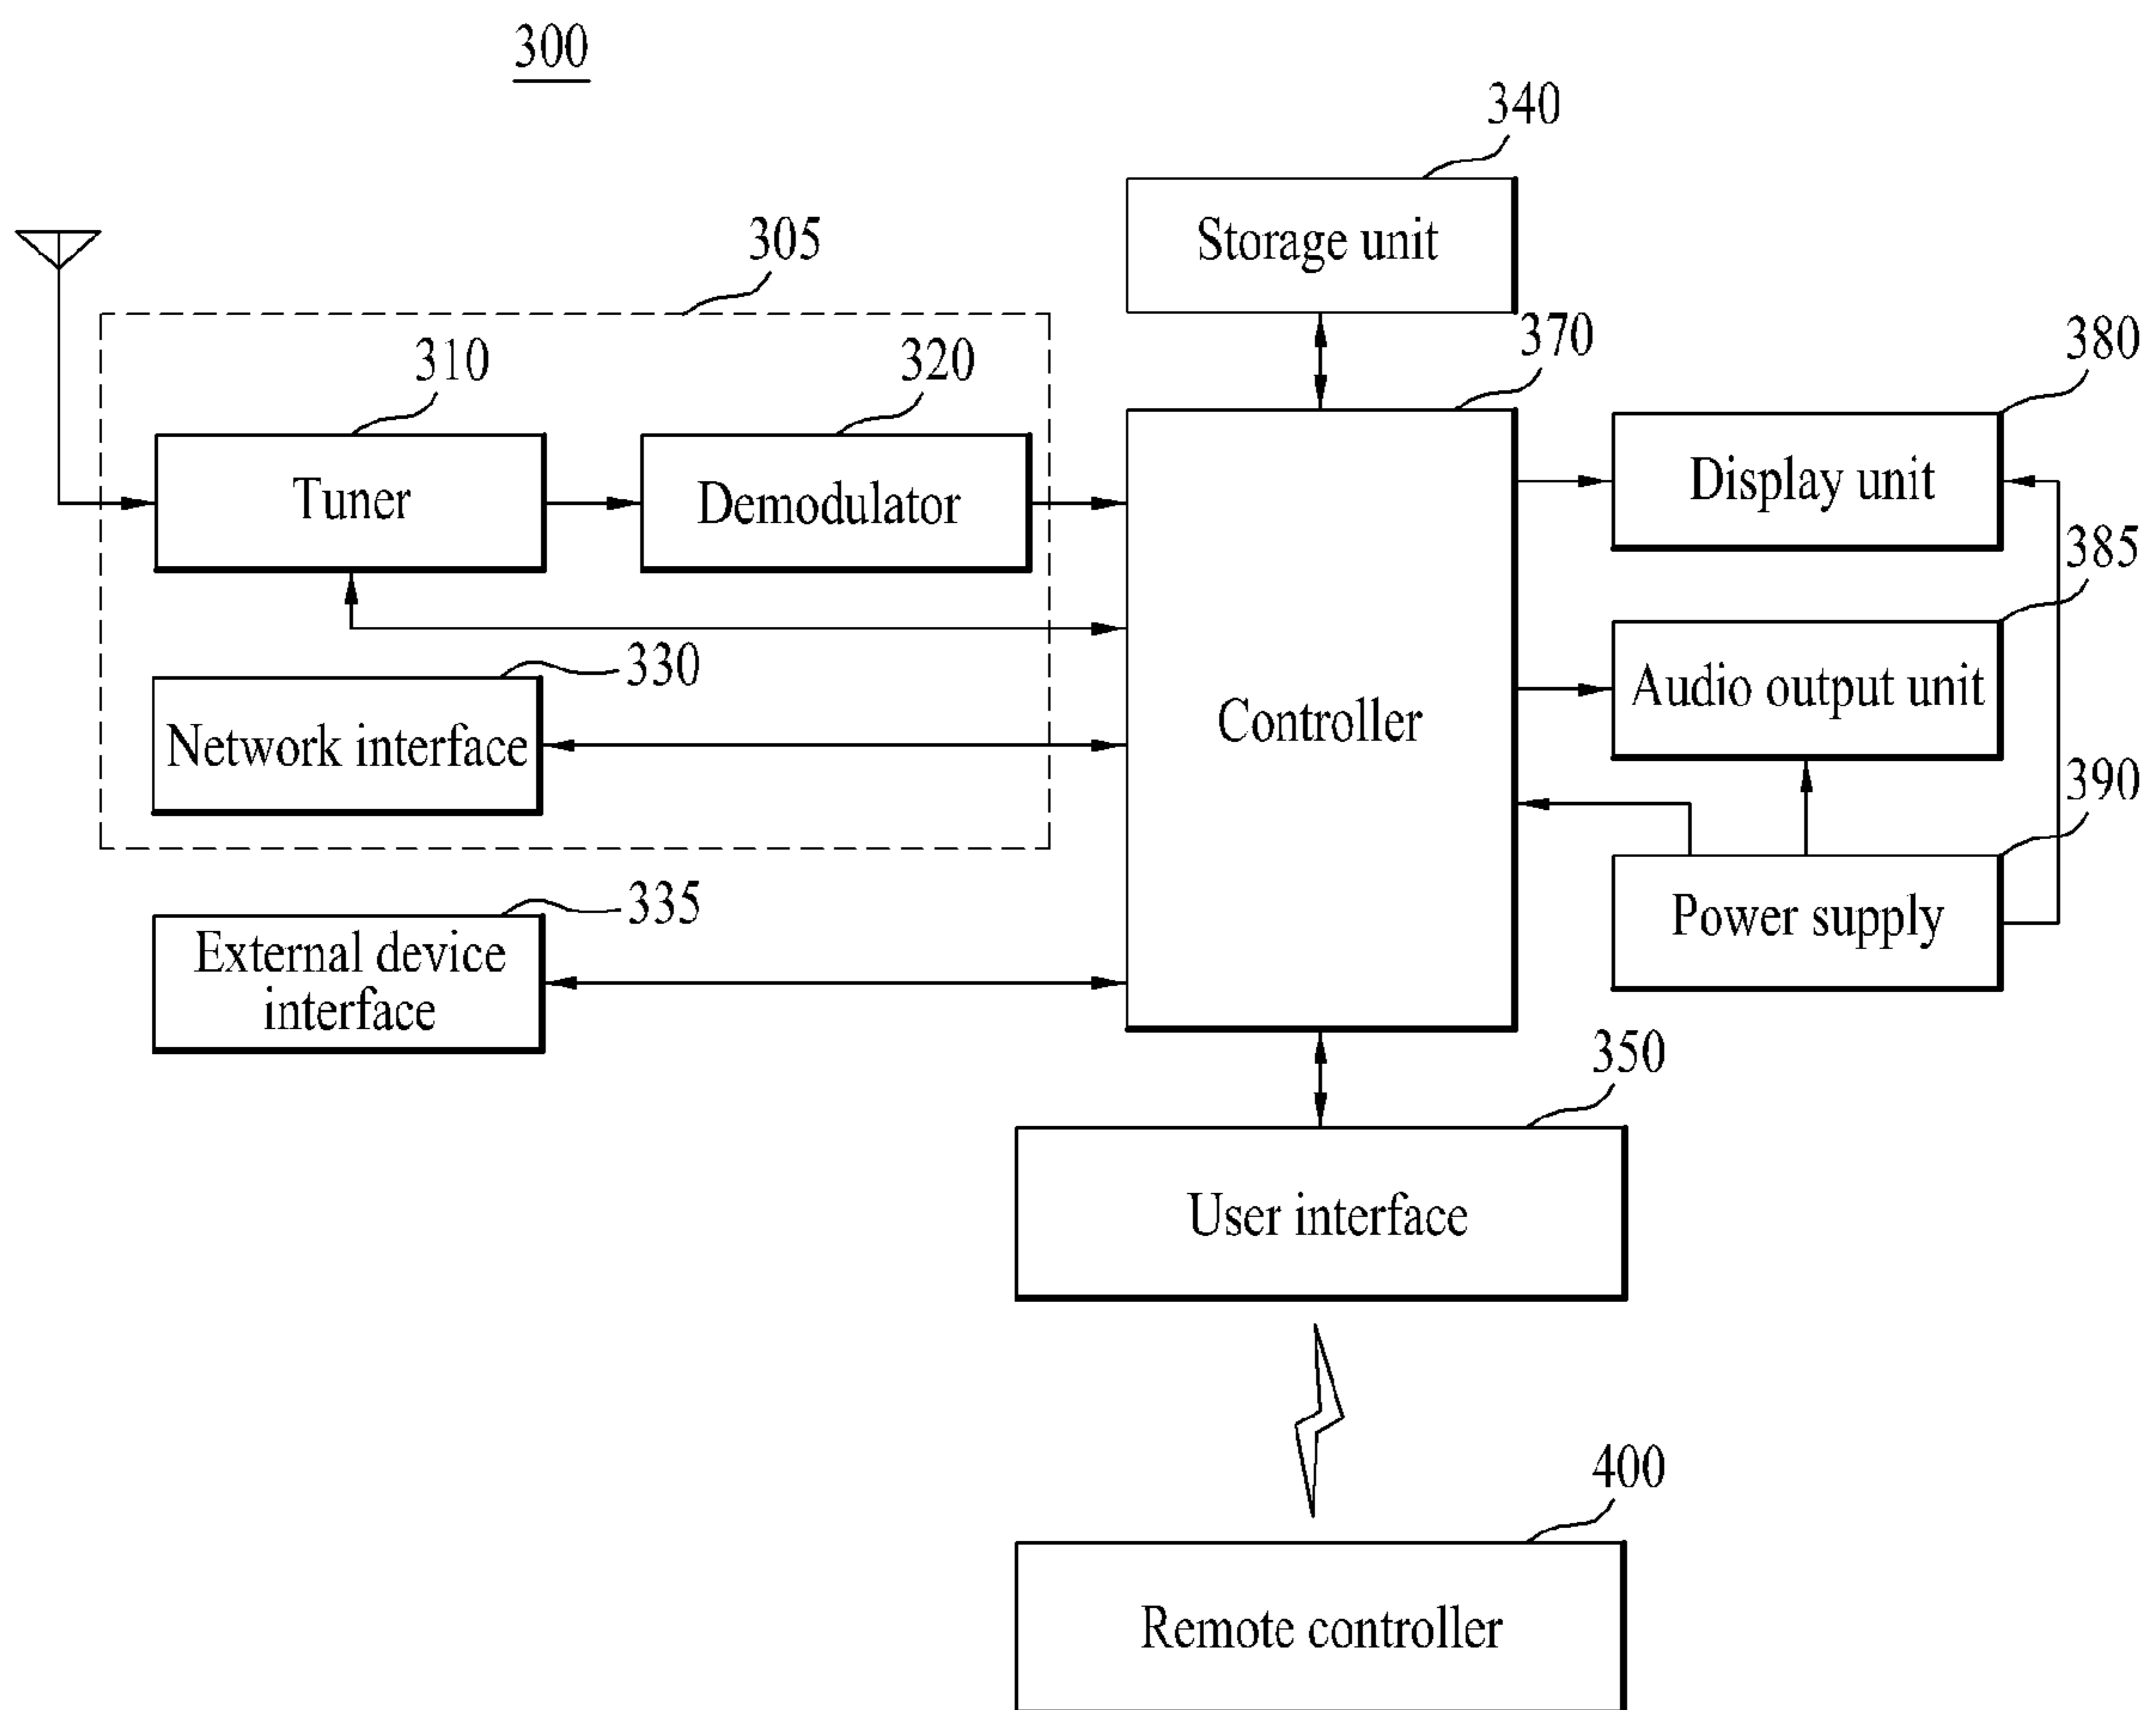 300
340
Storage unit
305
370
310
320
380
Tuner
Demodulator
Display unit
385
330
Network interface
Controller
Audio output unit
390
335
External device
interface
Power supply
350
User interface
400
Remote controller